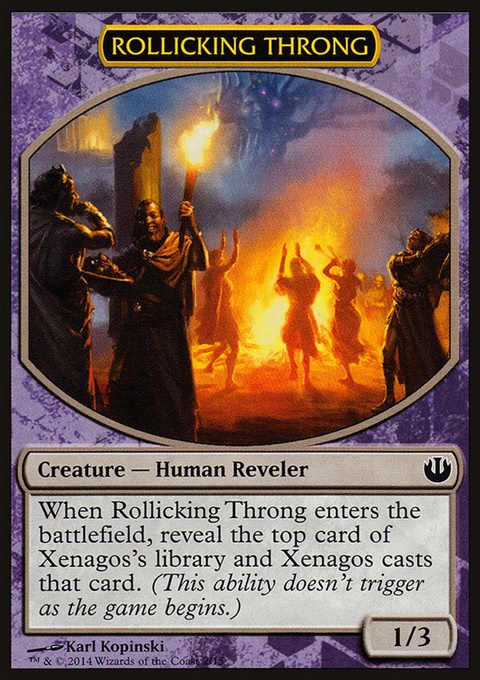 ROLLICKING THRONG
Creature — Human Reveler
When Rollicking Throng enters the
battlefield, reveal the top card of
Xenagos's library and Xenagos casts
that card. (This ability doesn't trigger
as the game begins.)
1/3
Karl Kopinski
™ & © 2014 Wizards of the Coast 2/15